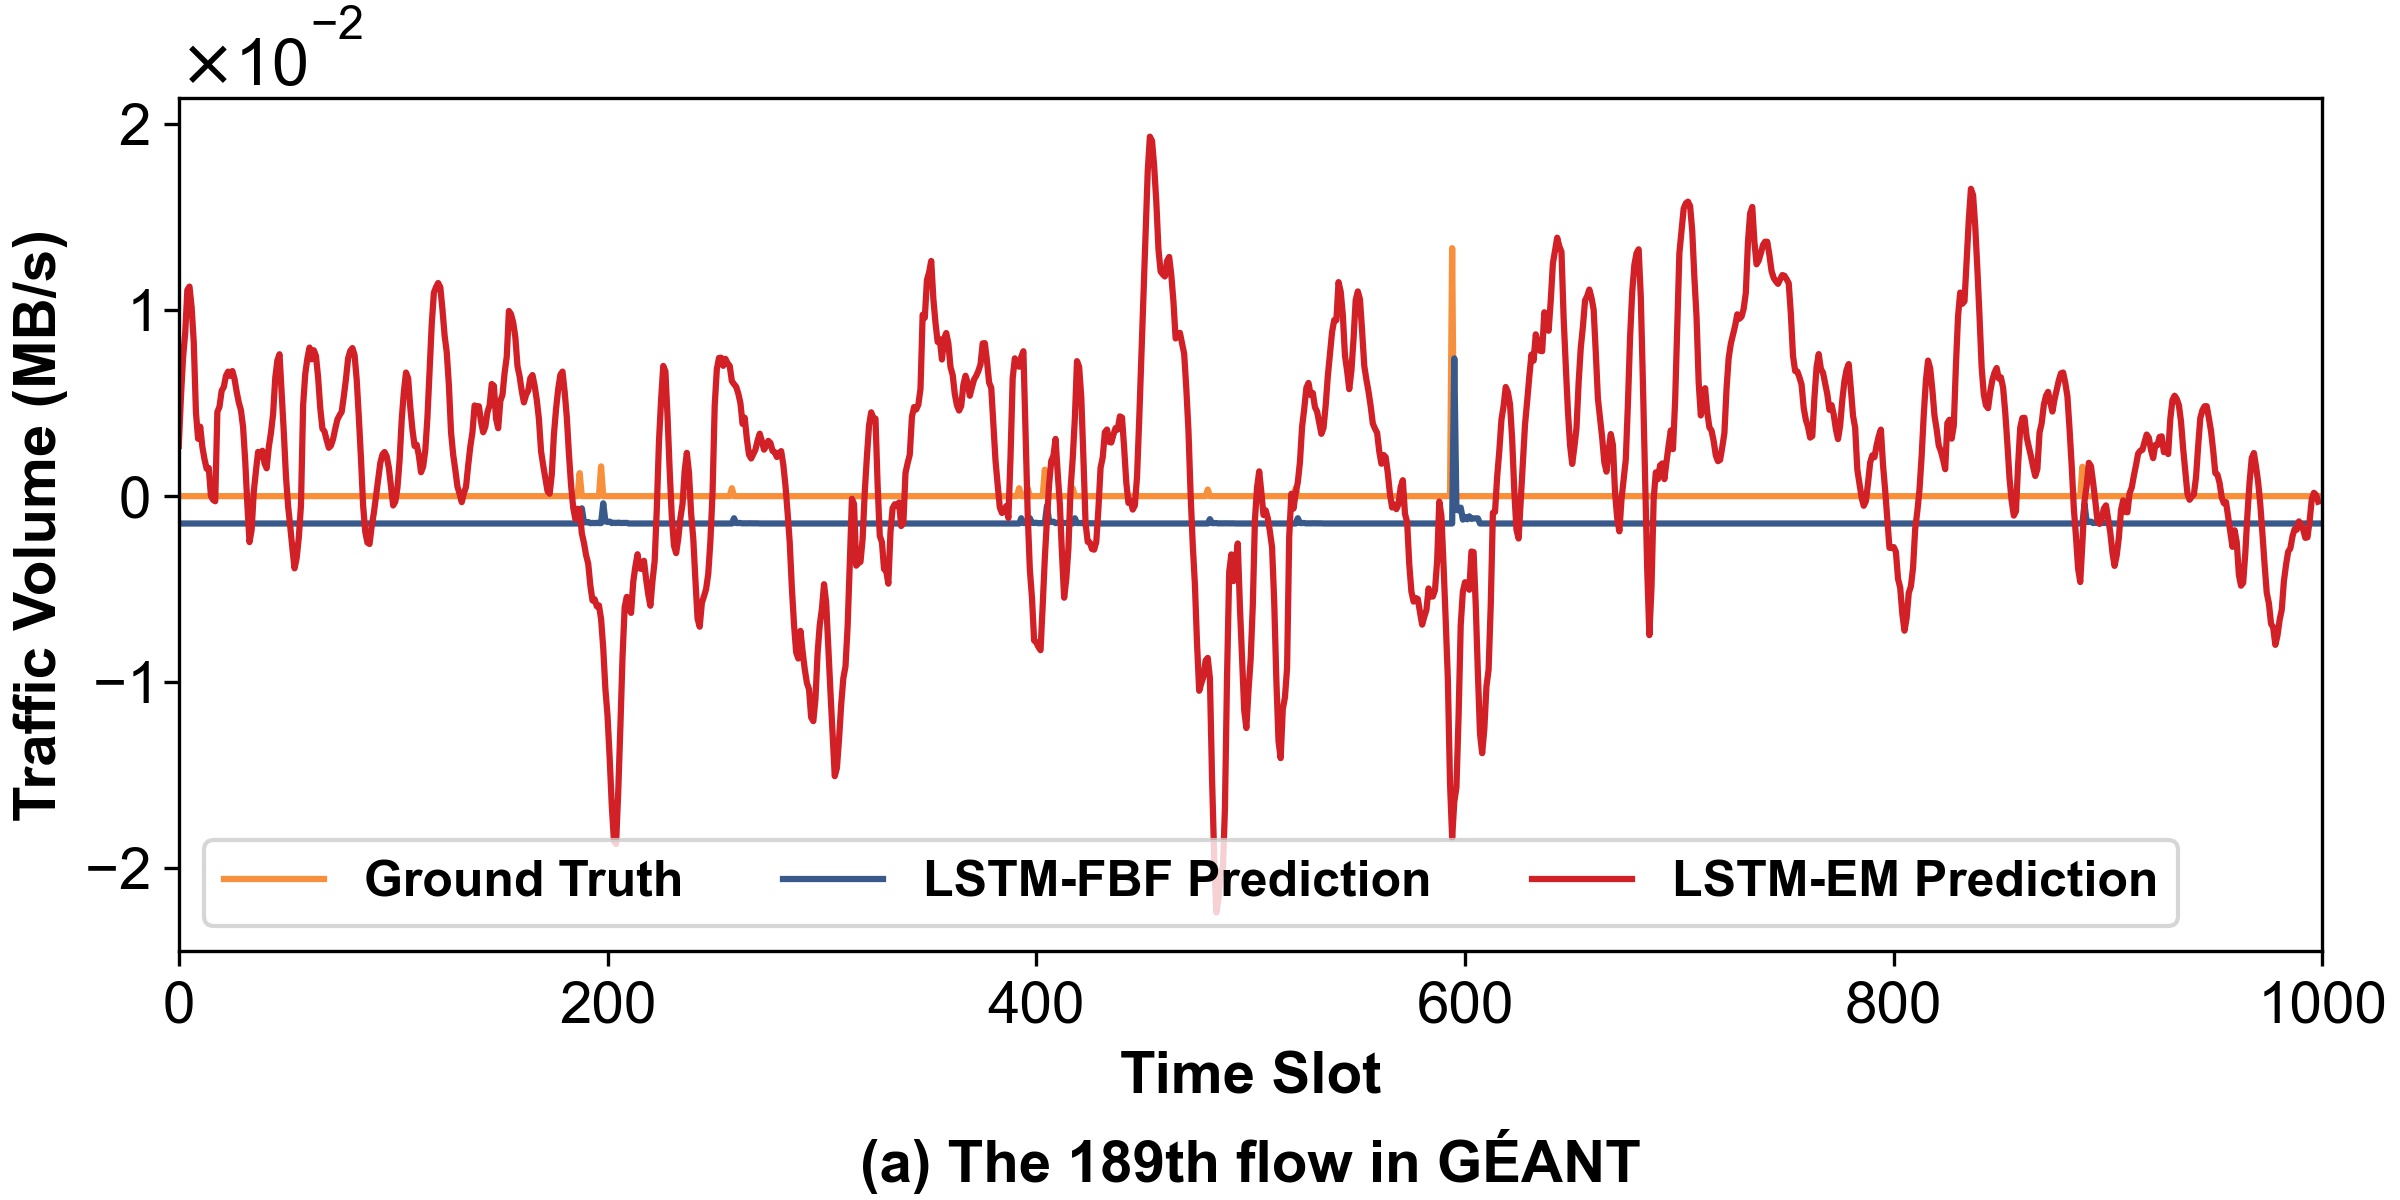 ×10⁻²
2
1
0
−1
−2
Traffic Volume (MB/s)
Ground Truth LSTM-FBF Prediction LSTM-EM Prediction
0 200 400 600 800 1000
Time Slot
(a) The 189th flow in GÉANT